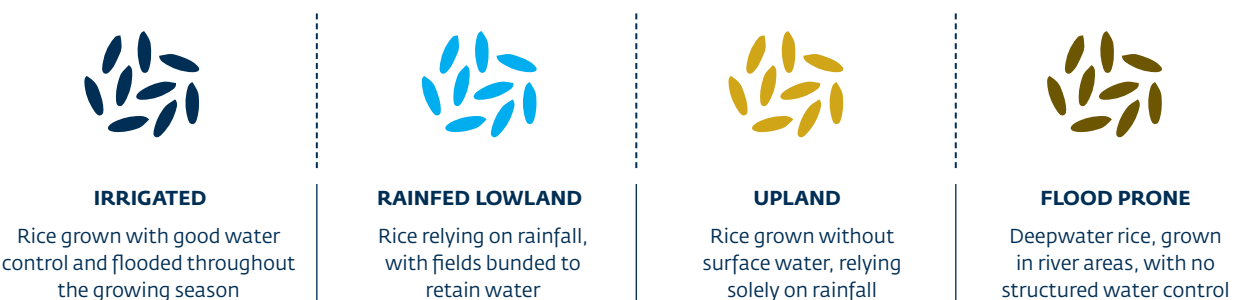 IRRIGATED
Rice grown with good water
control and flooded throughout
the growing season
RAINFED LOWLAND
Rice relying on rainfall,
with fields bunded to
retain water
UPLAND
Rice grown without
surface water, relying
solely on rainfall
FLOOD PRONE
Deepwater rice, grown
in river areas, with no
structured water control